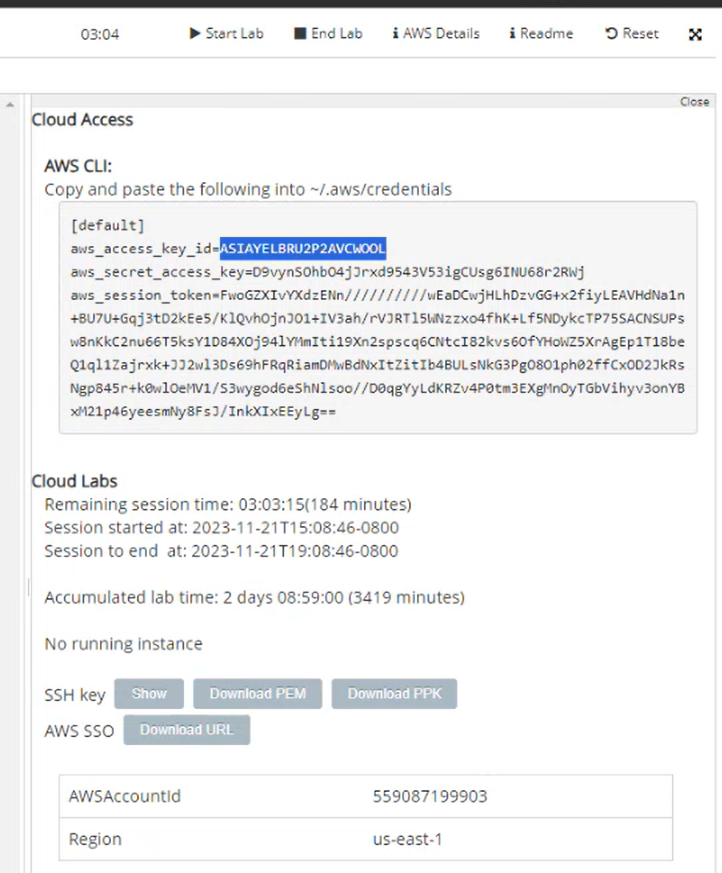 03:04 Start Lab End Lab AWS Details Readme Reset
Close
Cloud Access
AWS CLI:
Copy and paste the following into ~/.aws/credentials
[default]
aws_access_key_id=ASIAYELBRU2P2AVCWOOL
aws_secret_access_key=D9vynSOhbO4jJrxd9543V53igCUsg6INU68r2RWj
aws_session_token=FwoGZXIvYXdzENn//////////wEaDCwjHLhDzvGG+x2fiyLEAVHdNa1n
+BU7U+Gqj3tD2kEe5/KlQvhOjnJO1+IV3ah/rVJRTl5WNzzxo4fhK+Lf5NDykcTP75SACNSUPs
w8nKkC2nu66T5ksY1D84XOj94lYMmIti19Xn2spscq6CNtcI82kvs6OfYHoWZ5XrAgEp1T18be
Q1ql1Zajrxk+JJ2wl3Ds69hFRqRiamDMwBdNxItZitIb4BULsNkG3PgO8O1ph02ffCxOD2JkRs
Ngp845r+k0wlOeMV1/S3wygod6eShNlsoo//D0qgYyLdKRZv4P0tm3EXgMnOyTGbVihyv3onYB
xM21p46yeesmNy8FsJ/InkXIxEEyLg==
Cloud Labs
Remaining session time: 03:03:15(184 minutes)
Session started at: 2023-11-21T15:08:46-0800
Session to end at: 2023-11-21T19:08:46-0800
Accumulated lab time: 2 days 08:59:00 (3419 minutes)
No running instance
SSH key Show Download PEM Download PPK
AWS SSO Download URL
AWSAccountId 559087199903
Region us-east-1